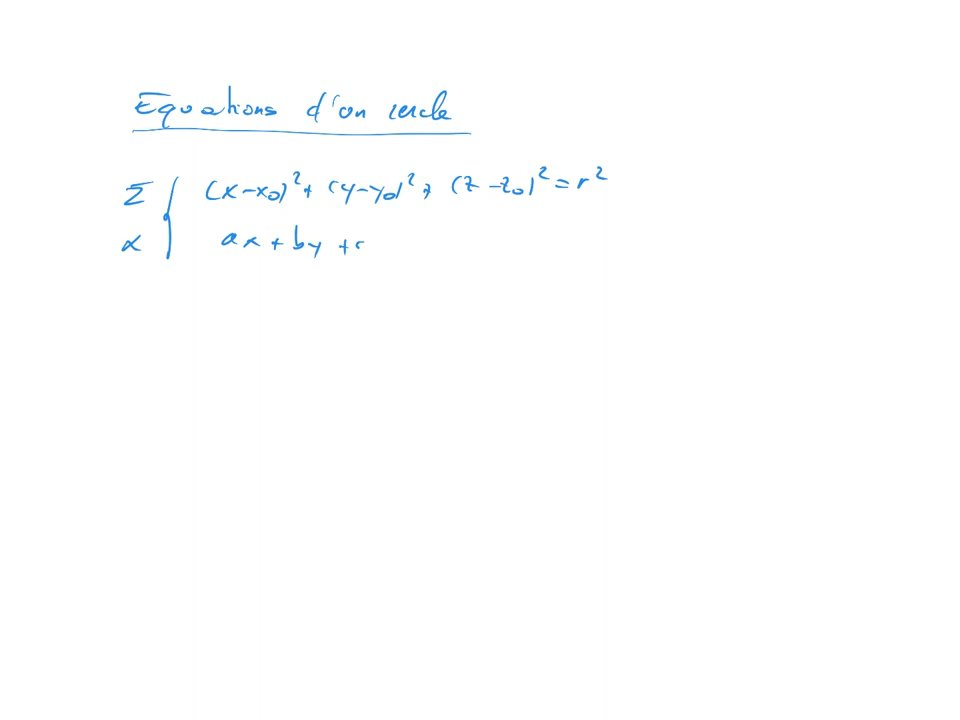 Equations d'un cercle
Σ { (x-x₀)² + (y-y₀)² + (z-z₀)² = r²
α { ax + by + c